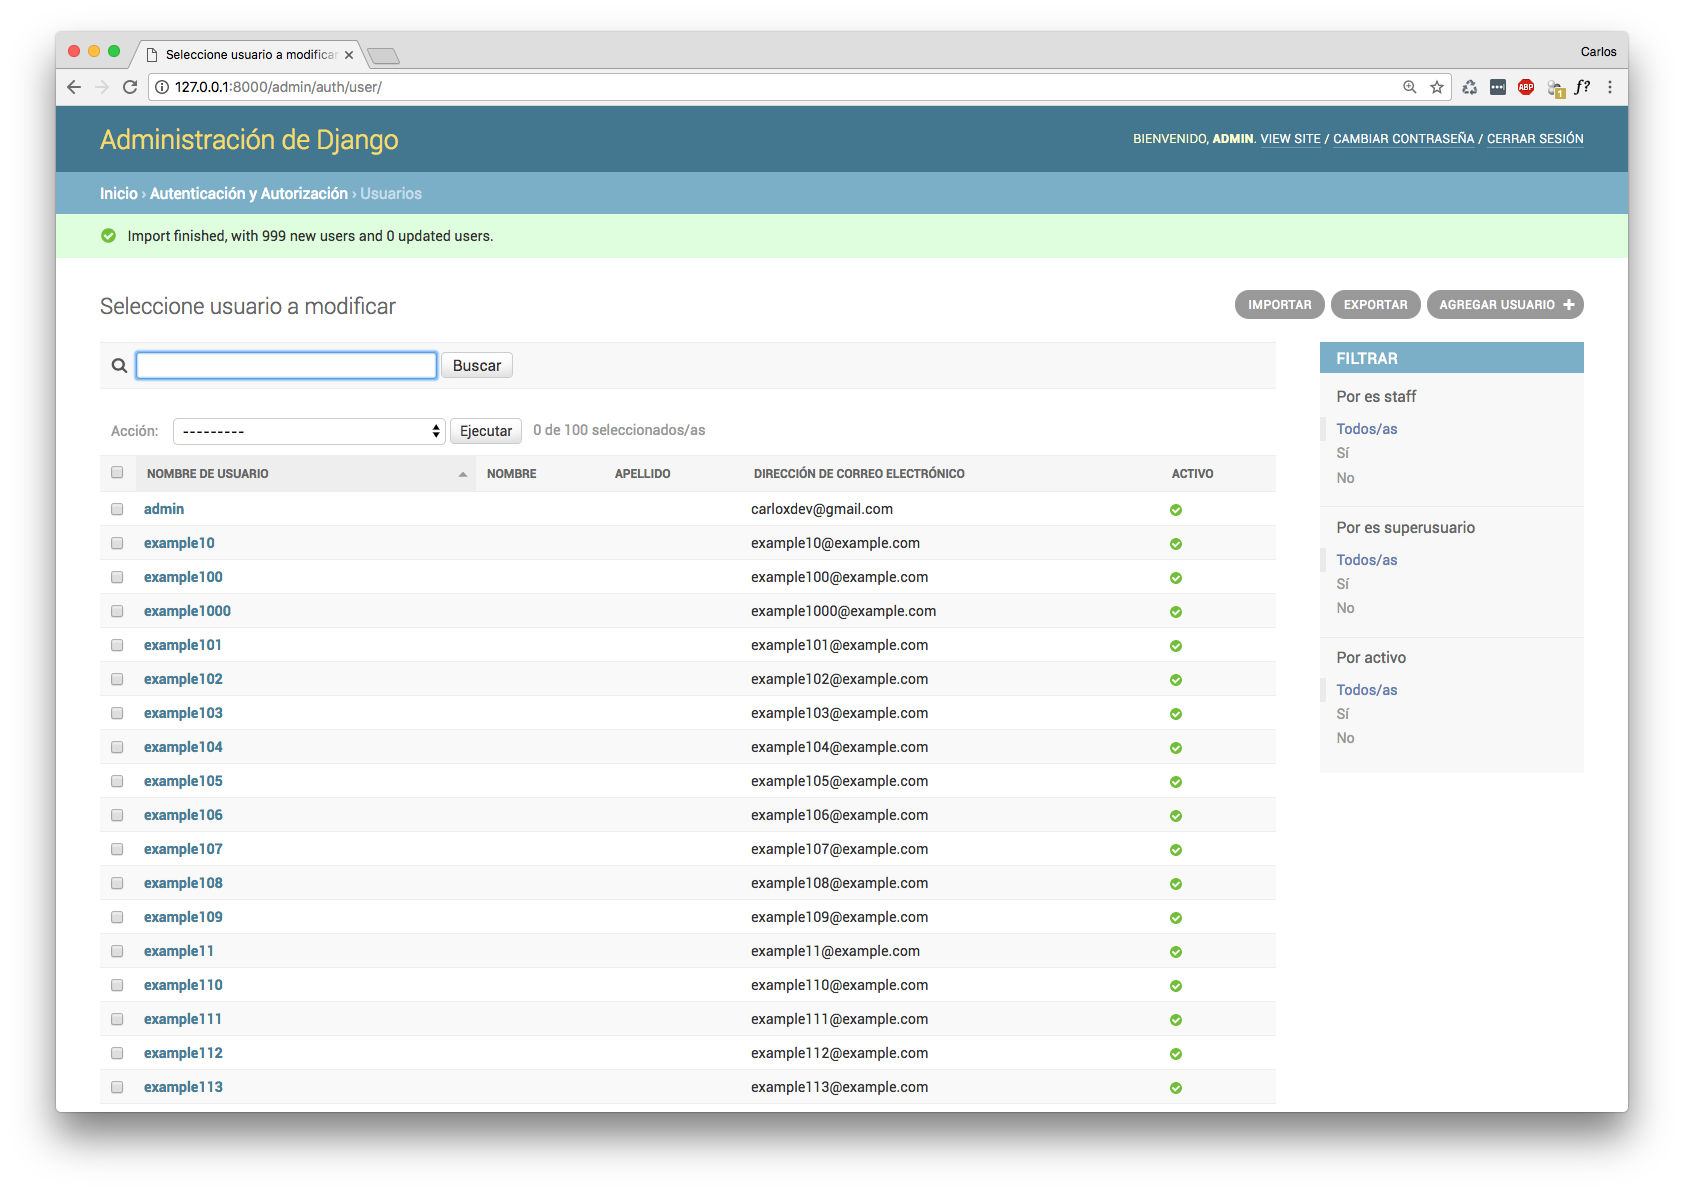 Seleccione usuario a modificar
Carlos
127.0.0.1:8000/admin/auth/user/
ABP
1
f?
Administración de Django
BIENVENIDO, ADMIN. VIEW SITE / CAMBIAR CONTRASEÑA / CERRAR SESIÓN
Inicio › Autenticación y Autorización › Usuarios
Import finished, with 999 new users and 0 updated users.
Seleccione usuario a modificar
IMPORTAR
EXPORTAR
AGREGAR USUARIO +
Buscar
Acción: --------- Ejecutar 0 de 100 seleccionados/as
NOMBRE DE USUARIO NOMBRE APELLIDO DIRECCIÓN DE CORREO ELECTRÓNICO ACTIVO
admin carloxdev@gmail.com
example10 example10@example.com
example100 example100@example.com
example1000 example1000@example.com
example101 example101@example.com
example102 example102@example.com
example103 example103@example.com
example104 example104@example.com
example105 example105@example.com
example106 example106@example.com
example107 example107@example.com
example108 example108@example.com
example109 example109@example.com
example11 example11@example.com
example110 example110@example.com
example111 example111@example.com
example112 example112@example.com
example113 example113@example.com
FILTRAR
Por es staff
Todos/as
Sí
No
Por es superusuario
Todos/as
Sí
No
Por activo
Todos/as
Sí
No